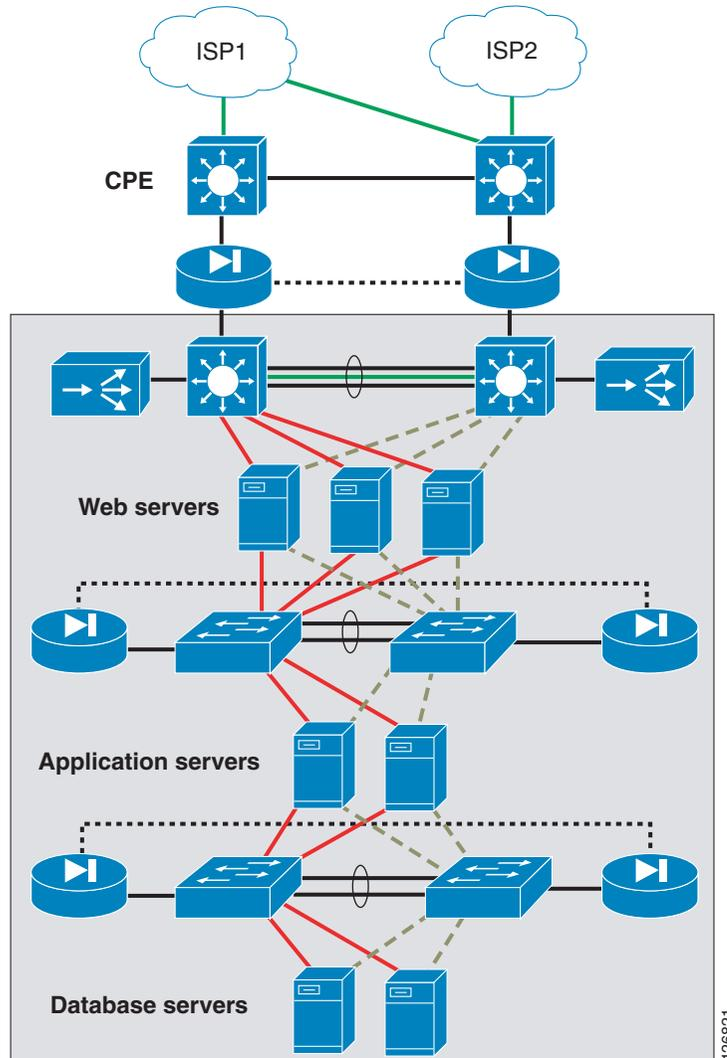 ISP1
ISP2
CPE
Web servers
Application servers
Database servers